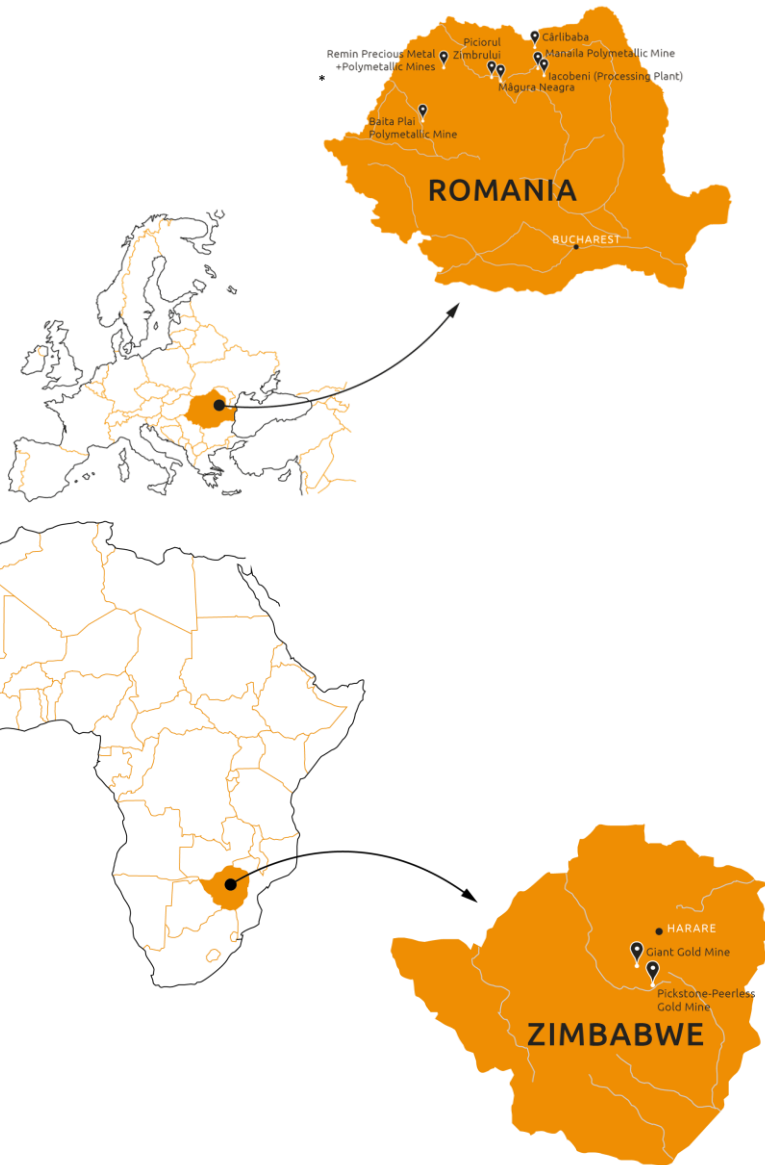 Cârlibaba
Piciorul
Zimbrului
Remin Precious Metal
+Polymetallic Mines
*
Manaila Polymetallic Mine
Iacobeni (Processing Plant)
Măgura Neagra
Baita Plai
Polymetallic Mine
ROMANIA
BUCHAREST
HARARE
Giant Gold Mine
Pickstone-Peerless
Gold Mine
ZIMBABWE